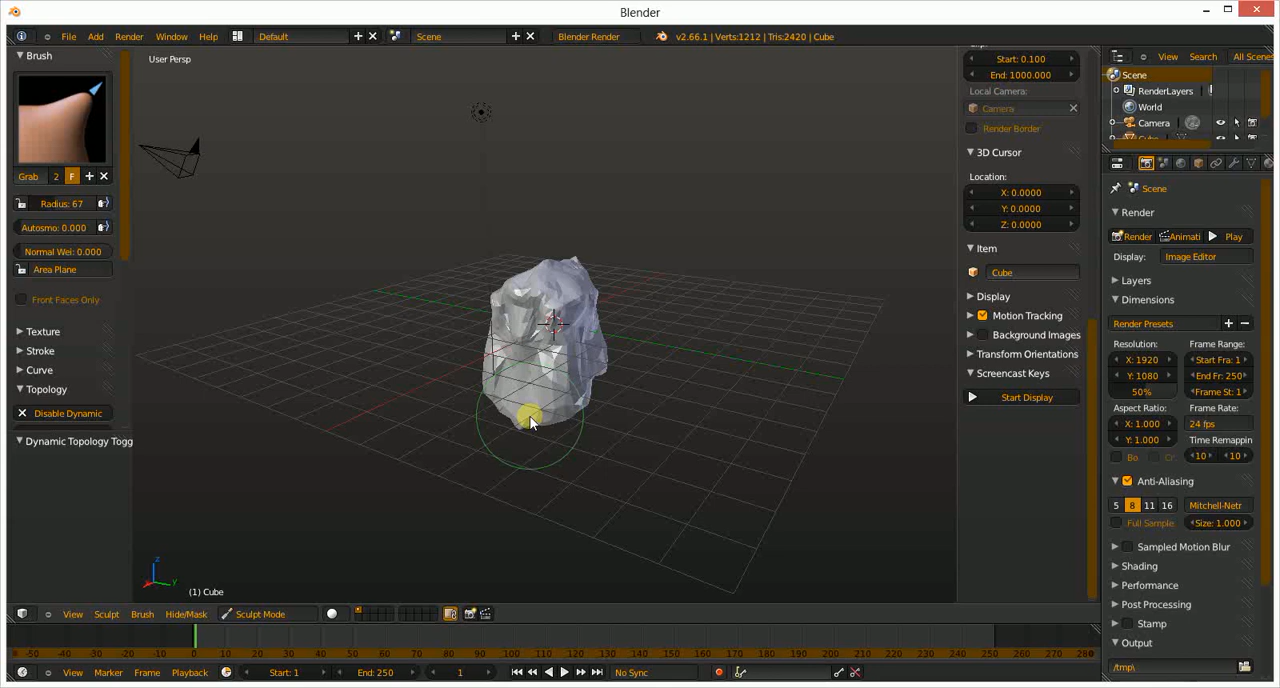 Blender
File Add Render Window Help Default Scene Blender Render v2.66.1 | Verts:1212 | Tris:2420 | Cube
Brush
Grab 2 F
Radius: 67
Autosmo: 0.000
Normal Wei: 0.000
Area Plane
Front Faces Only
Texture
Stroke
Curve
Topology
Disable Dynamic
Dynamic Topology Togg
User Persp
(1) Cube
Start: 0.100
End: 1000.000
Local Camera:
Camera
Render Border
3D Cursor
Location:
X: 0.0000
Y: 0.0000
Z: 0.0000
Item
Cube
Display
Motion Tracking
Background Images
Transform Orientations
Screencast Keys
Start Display
View Search All Scenes
Scene
RenderLayers
World
Camera
Scene
Render
Render Animati Play
Display: Image Editor
Layers
Dimensions
Render Presets
Resolution: Frame Range:
X: 1920 Start Fra: 1
Y: 1080 End Fr: 250
50% Frame St: 1
Aspect Ratio: Frame Rate:
X: 1.000 24 fps
Y: 1.000 Time Remappin
Bo Cr 10 10
Anti-Aliasing
5 8 11 16 Mitchell-Netr
Full Sample Size: 1.000
Sampled Motion Blur
Shading
Performance
Post Processing
Stamp
Output
/tmp\
View Sculpt Brush Hide/Mask Sculpt Mode
-50 -40 -30 -20 -10 0 10 20 30 40 50 60 70 80 90 100 110 120 130 140 150 160 170 180 190 200 210 220 230 240 250 260 270 280
View Marker Frame Playback Start: 1 End: 250 1 No Sync